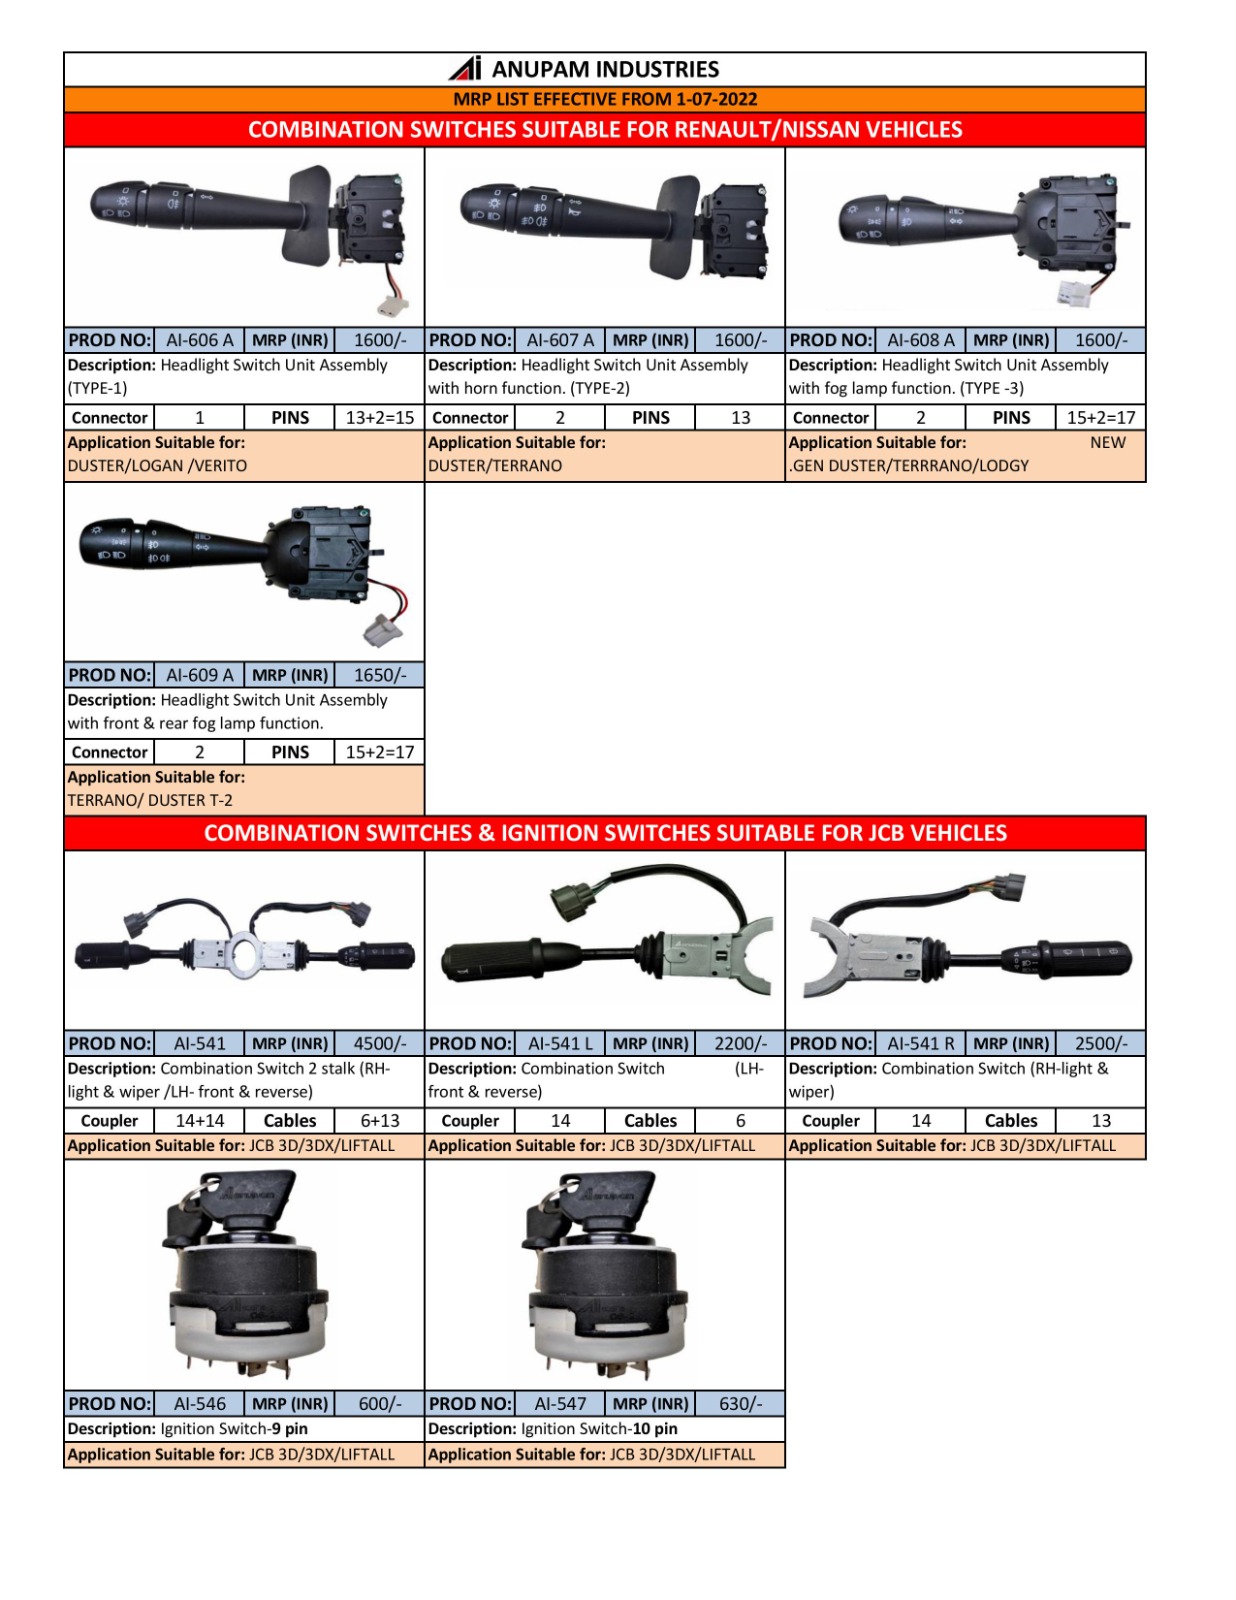 Ai ANUPAM INDUSTRIES
MRP LIST EFFECTIVE FROM 1-07-2022
COMBINATION SWITCHES SUITABLE FOR RENAULT/NISSAN VEHICLES
PROD NO: AI-606 A MRP (INR) 1600/- PROD NO: AI-607 A MRP (INR) 1600/- PROD NO: AI-608 A MRP (INR) 1600/-
Description: Headlight Switch Unit Assembly
(TYPE-1)
Description: Headlight Switch Unit Assembly
with horn function. (TYPE-2)
Description: Headlight Switch Unit Assembly
with fog lamp function. (TYPE -3)
Connector 1 PINS 13+2=15 Connector 2 PINS 13 Connector 2 PINS 15+2=17
Application Suitable for:
DUSTER/LOGAN /VERITO
Application Suitable for:
DUSTER/TERRANO
Application Suitable for: NEW
.GEN DUSTER/TERRRANO/LODGY
PROD NO: AI-609 A MRP (INR) 1650/-
Description: Headlight Switch Unit Assembly
with front & rear fog lamp function.
Connector 2 PINS 15+2=17
Application Suitable for:
TERRANO/ DUSTER T-2
COMBINATION SWITCHES & IGNITION SWITCHES SUITABLE FOR JCB VEHICLES
PROD NO: AI-541 MRP (INR) 4500/- PROD NO: AI-541 L MRP (INR) 2200/- PROD NO: AI-541 R MRP (INR) 2500/-
Description: Combination Switch 2 stalk (RH-
light & wiper /LH- front & reverse)
Description: Combination Switch (LH-
front & reverse)
Description: Combination Switch (RH-light &
wiper)
Coupler 14+14 Cables 6+13 Coupler 14 Cables 6 Coupler 14 Cables 13
Application Suitable for: JCB 3D/3DX/LIFTALL Application Suitable for: JCB 3D/3DX/LIFTALL Application Suitable for: JCB 3D/3DX/LIFTALL
PROD NO: AI-546 MRP (INR) 600/- PROD NO: AI-547 MRP (INR) 630/-
Description: Ignition Switch-9 pin Description: Ignition Switch-10 pin
Application Suitable for: JCB 3D/3DX/LIFTALL Application Suitable for: JCB 3D/3DX/LIFTALL